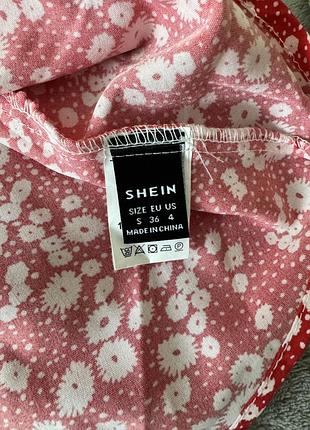 SHEIN
SIZE EU US
S 36 4
MADE IN CHINA